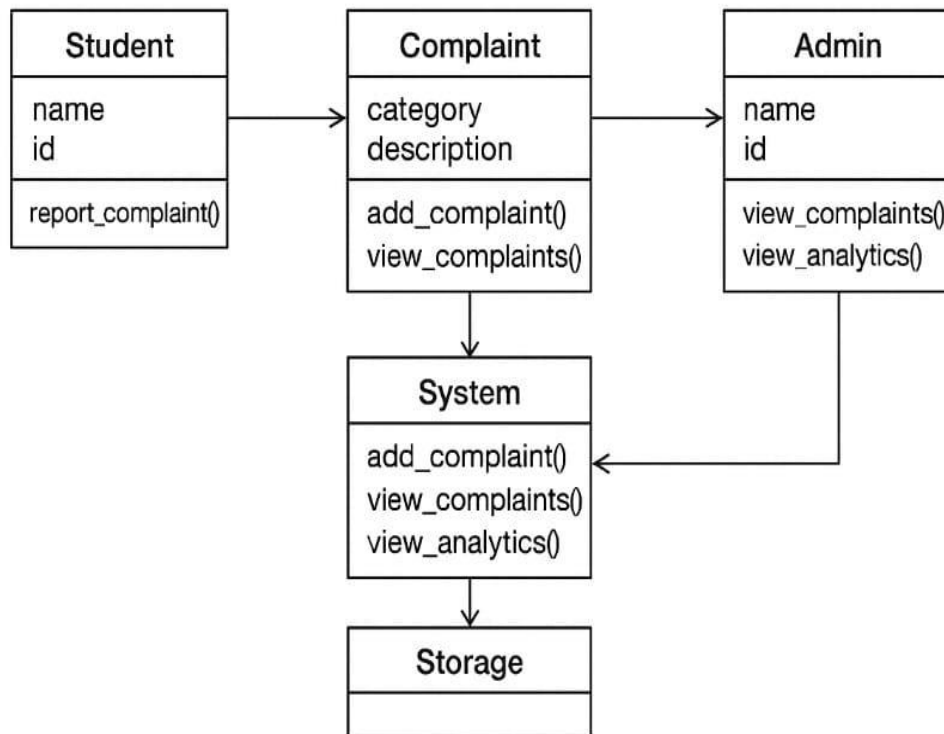 Student
name
id
report_complaint()
Complaint
category
description
add_complaint()
view_complaints()
Admin
name
id
view_complaints()
view_analytics()
System
add_complaint()
view_complaints()
view_analytics()
Storage